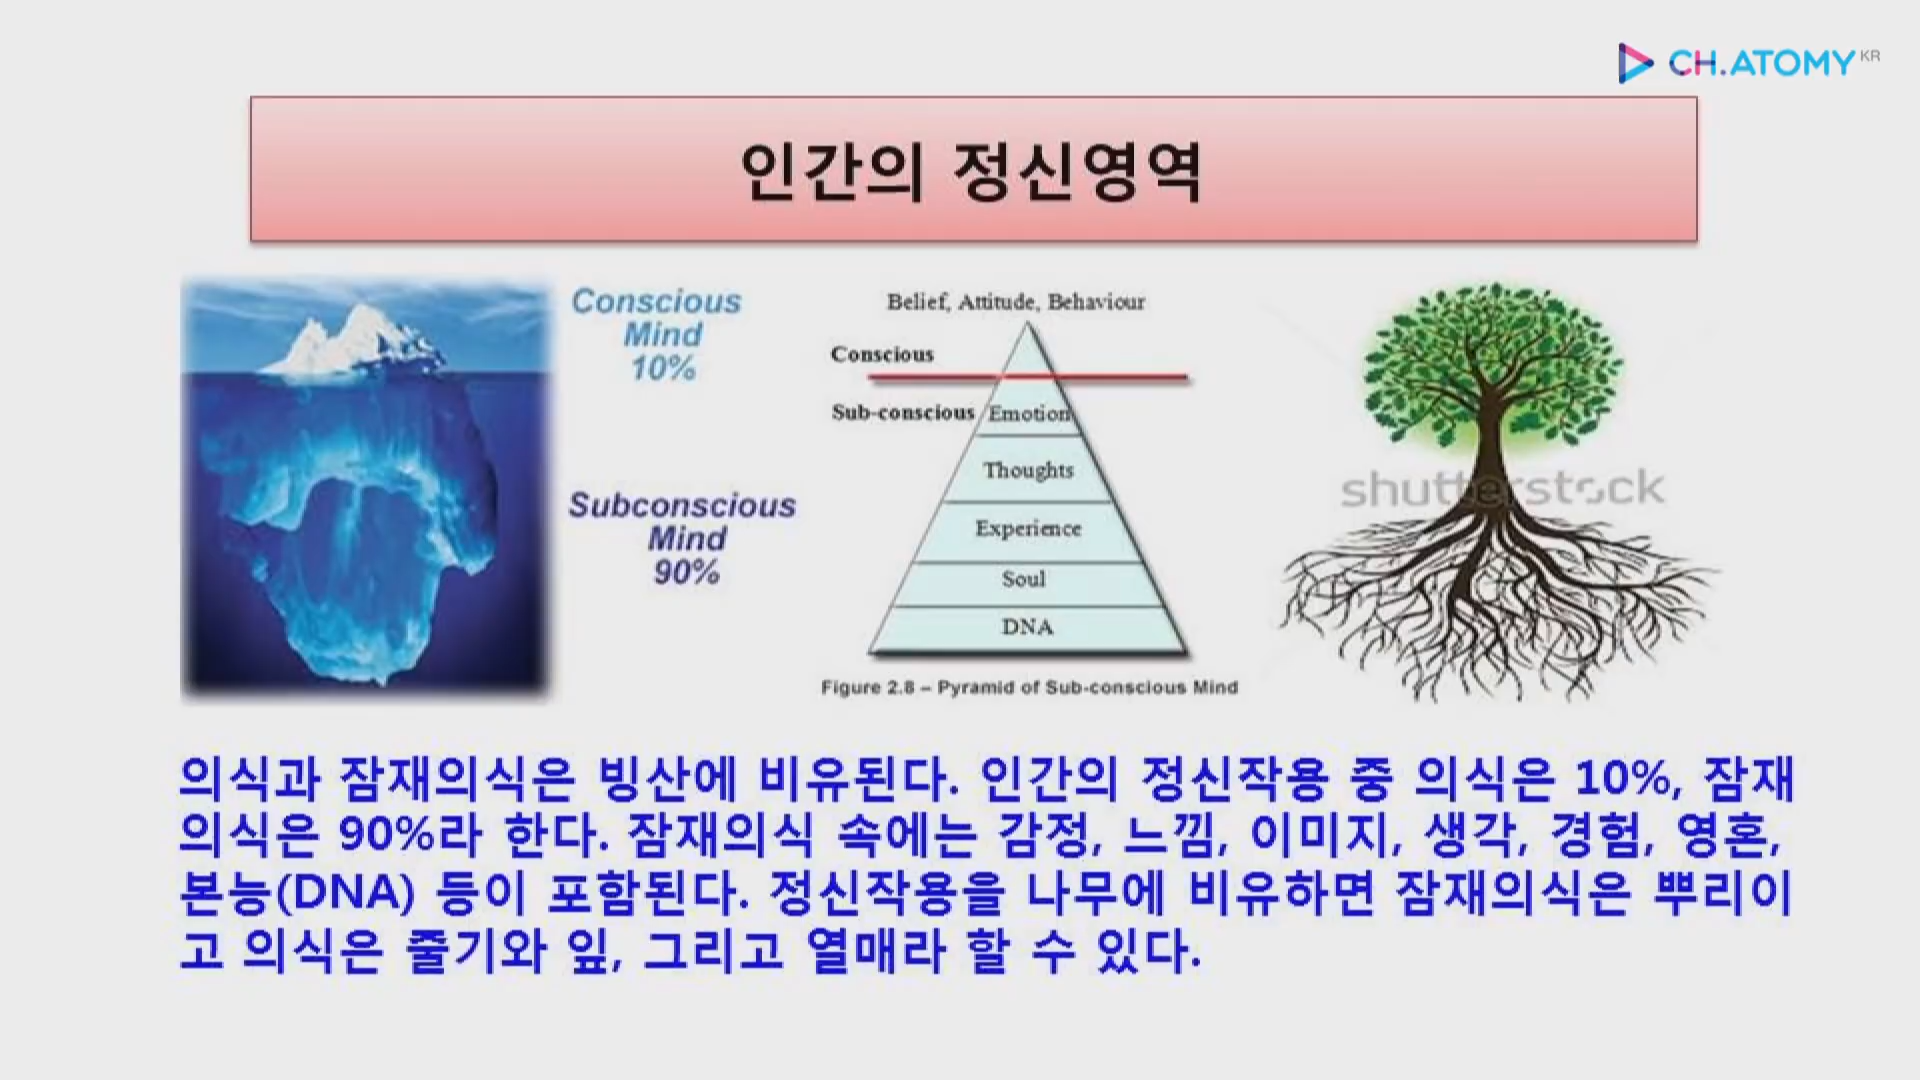 CH.ATOMY KR
인간의 정신영역
Conscious
Mind
10%
Subconscious
Mind
90%
Belief, Attitude, Behaviour
Conscious
Sub-conscious
Emotion
Thoughts
Experience
Soul
DNA
Figure 2.8 – Pyramid of Sub-conscious Mind
shutterstock
의식과 잠재의식은 빙산에 비유된다. 인간의 정신작용 중 의식은 10%, 잠재
의식은 90%라 한다. 잠재의식 속에는 감정, 느낌, 이미지, 생각, 경험, 영혼,
본능(DNA) 등이 포함된다. 정신작용을 나무에 비유하면 잠재의식은 뿌리이
고 의식은 줄기와 잎, 그리고 열매라 할 수 있다.